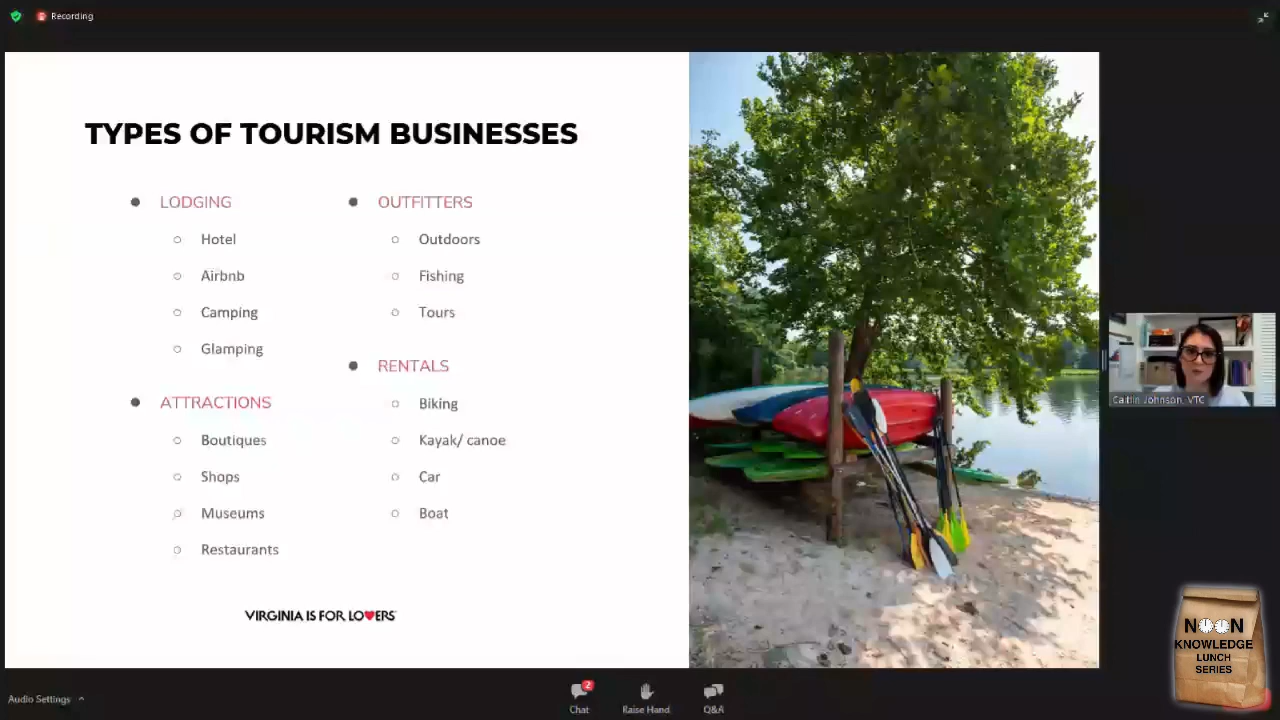 Recording
TYPES OF TOURISM BUSINESSES
LODGING
Hotel
Airbnb
Camping
Glamping
ATTRACTIONS
Boutiques
Shops
Museums
Restaurants
OUTFITTERS
Outdoors
Fishing
Tours
RENTALS
Biking
Kayak/ canoe
Car
Boat
VIRGINIA IS FOR LOVERS
Caitlin Johnson, VTC
NOON
KNOWLEDGE
LUNCH
SERIES
Audio Settings
2
Chat
Raise Hand
Q&A